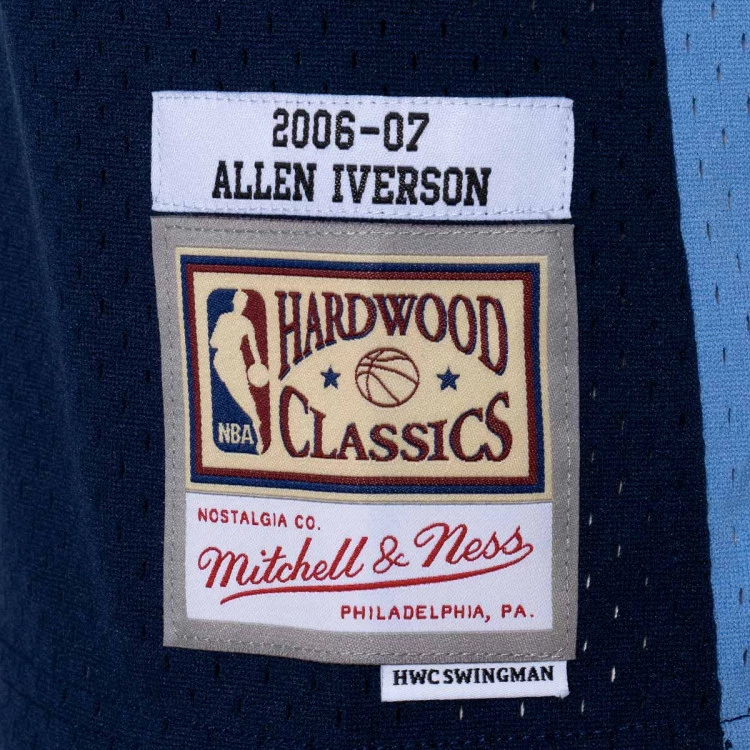 2006-07
ALLEN IVERSON
HARDWOOD
CLASSICS
NBA
NOSTALGIA CO.
Mitchell & Ness
PHILADELPHIA, PA.
HWC SWINGMAN